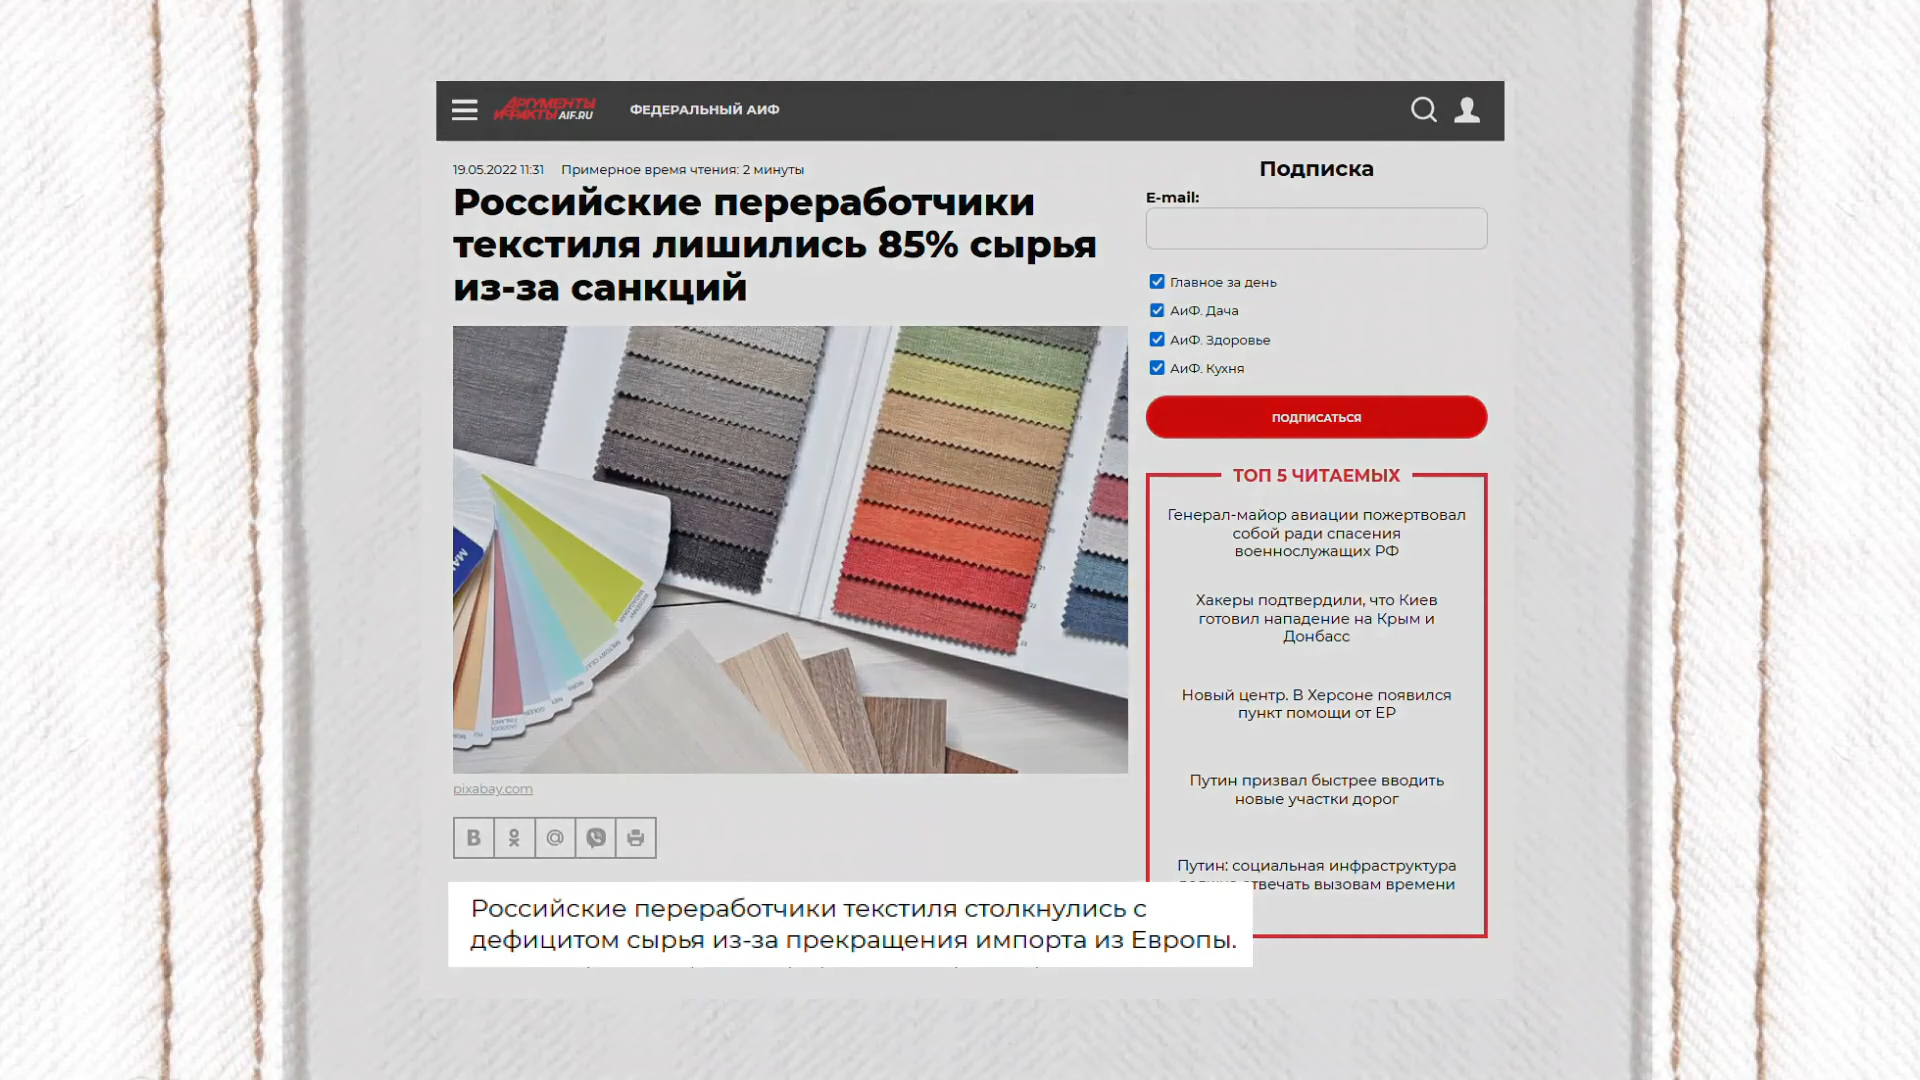 АРГУМЕНТЫ
И ФАКТЫ AIF.RU
ФЕДЕРАЛЬНЫЙ АИФ
19.05.2022 11:31 Примерное время чтения: 2 минуты
Российские переработчики
текстиля лишились 85% сырья
из-за санкций
pixabay.com
Российские переработчики текстиля столкнулись с
дефицитом сырья из-за прекращения импорта из Европы.
Подписка
E-mail:
Главное за день
АиФ. Дача
АиФ. Здоровье
АиФ. Кухня
ПОДПИСАТЬСЯ
ТОП 5 ЧИТАЕМЫХ
Генерал-майор авиации пожертвовал
собой ради спасения
военнослужащих РФ
Хакеры подтвердили, что Киев
готовил нападение на Крым и
Донбасс
Новый центр. В Херсоне появился
пункт помощи от ЕР
Путин призвал быстрее вводить
новые участки дорог
Путин: социальная инфраструктура
отвечать вызовам времени